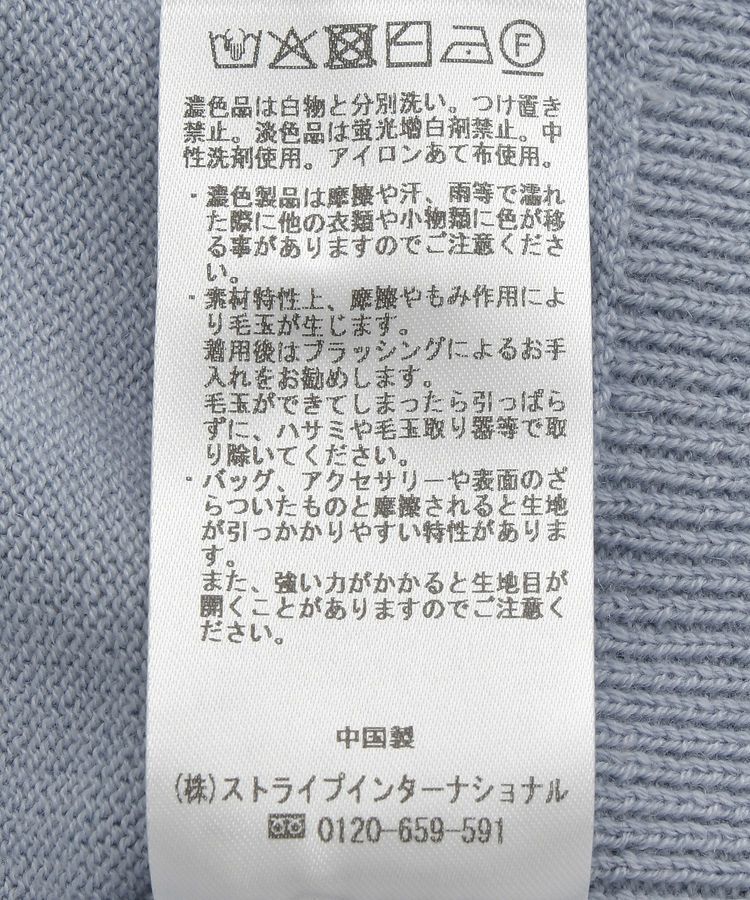 F
濃色品は白物と分別洗い。つけ置き
禁止。淡色品は蛍光増白剤禁止。中
性洗剤使用。アイロンあて布使用。
・濃色製品は摩擦や汗、雨等で濡れ
た際に他の衣類や小物類に色が移
る事がありますのでご注意くださ
い。
・素材特性上、摩擦やもみ作用によ
り毛玉が生じます。
着用後はブラッシングによるお手
入れをお勧めします。
毛玉ができてしまったら引っぱら
ずに、ハサミや毛玉取り器等で取
り除いてください。
・バッグ、アクセサリーや表面のざ
らついたものと摩擦されると生地
が引っかかりやすい特性がありま
す。
また、強い力がかかると生地目が
開くことがありますのでご注意く
ださい。
中国製
(株)ストライプインターナショナル
0120-659-591